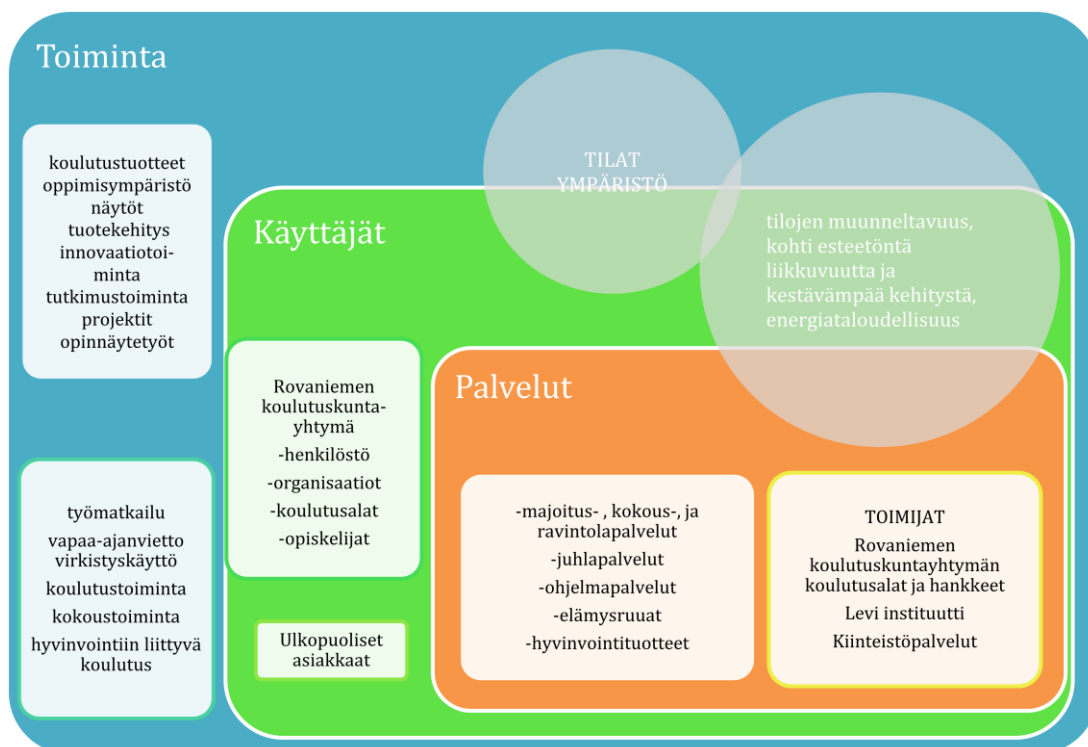 Toiminta
koulutustuotteet
oppimisympäristö
näytöt
tuotekehitys
innovaatiotoi-
minta
tutkimustoiminta
projektit
opinnäytetyöt
työmatkailu
vapaa-ajanvietto
virkistyskäyttö
koulutustoiminta
kokoustoiminta
hyvinvointiin liittyvä
koulutus
TILAT
YMPÄRISTÖ
tilojen muunneltavuus,
kohti esteetöntä
liikkuvuutta ja
kestävämpää kehitystä,
energiataloudellisuus
Käyttäjät
Rovaniemen
koulutuskunta-
yhtymä
-henkilöstö
-organisaatiot
-koulutusalat
-opiskelijat
Ulkopuoliset
asiakkaat
Palvelut
-majoitus- , kokous-, ja
ravintolapalvelut
-juhlapalvelut
-ohjelmapalvelut
-elämysruuat
-hyvinvointituotteet
TOIMIJAT
Rovaniemen
koulutuskuntayhtymän
koulutusalat ja hankkeet
Levi instituutti
Kiinteistöpalvelut